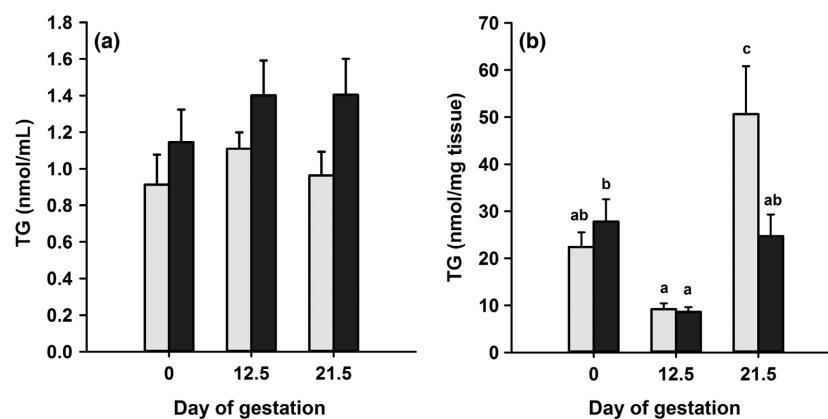 (a)
TG (nmol/mL)
1.8
1.6
1.4
1.2
1.0
0.8
0.6
0.4
0.2
0.0
0 12.5 21.5
Day of gestation
(b)
TG (nmol/mg tissue)
70
60
50
40
30
20
10
0
ab b a a c ab
0 12.5 21.5
Day of gestation